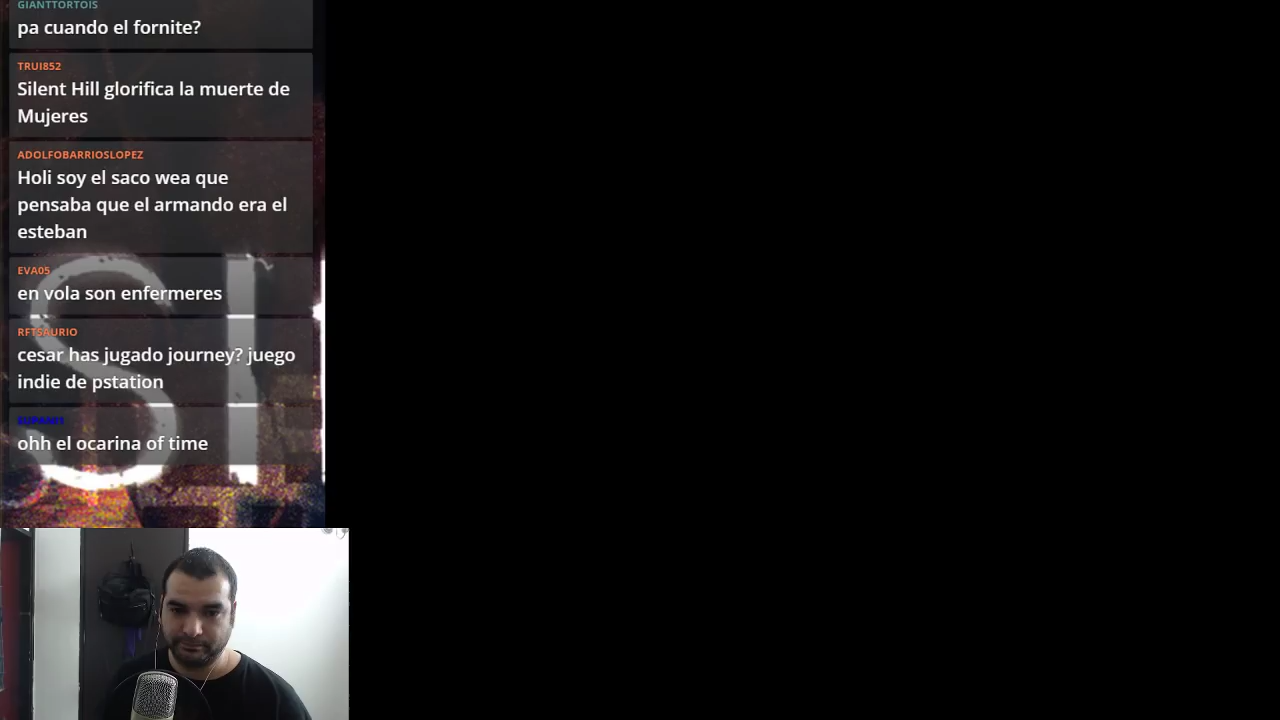 GIANTTORTOIS
pa cuando el fornite?
TRUI852
Silent Hill glorifica la muerte de
Mujeres
ADOLFOBARRIOSLOPEZ
Holi soy el saco wea que
pensaba que el armando era el
esteban
EVA05
en vola son enfermeres
RFTSAURIO
cesar has jugado journey? juego
indie de pstation
ohh el ocarina of time
SI